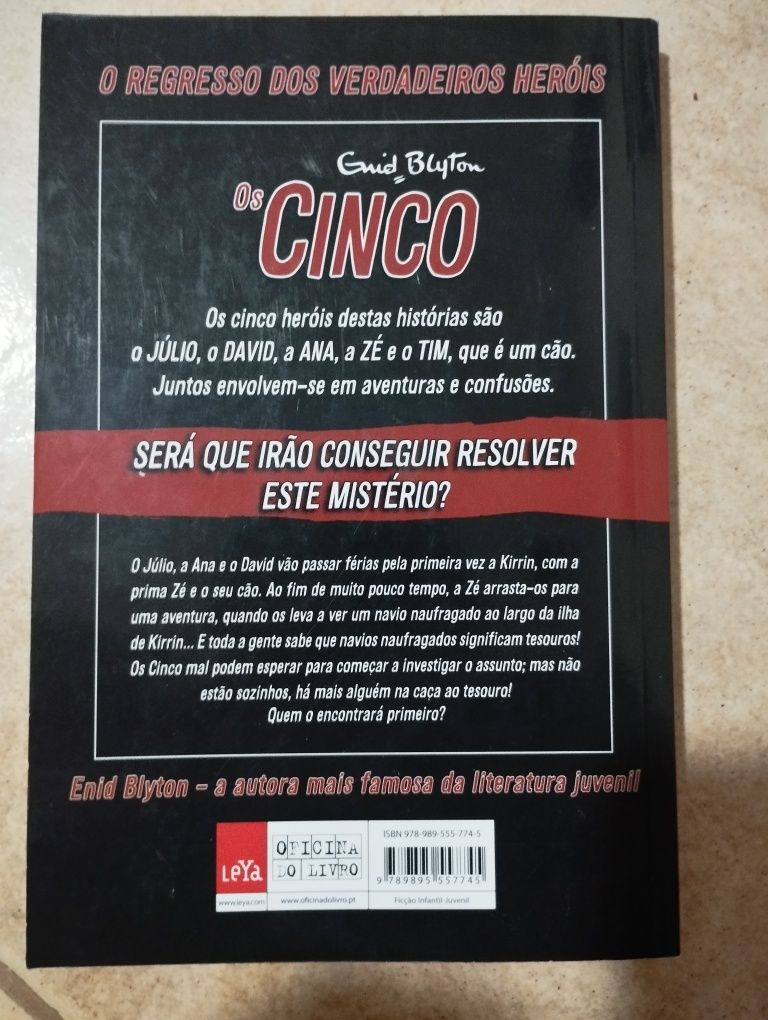 O REGRESSO DOS VERDADEIROS HERÓIS
Enid Blyton
Os CINCO
Os cinco heróis destas histórias são
o JÚLIO, o DAVID, a ANA, a ZÉ e o TIM, que é um cão.
Juntos envolvem-se em aventuras e confusões.
SERÁ QUE IRÃO CONSEGUIR RESOLVER
ESTE MISTÉRIO?
O Júlio, a Ana e o David vão passar férias pela primeira vez a Kirrin, com a
prima Zé e o seu cão. Ao fim de muito pouco tempo, a Zé arrasta-os para
uma aventura, quando os leva a ver um navio naufragado ao largo da ilha
de Kirrin... E toda a gente sabe que navios naufragados significam tesouros!
Os Cinco mal podem esperar para começar a investigar o assunto; mas não
estão sozinhos, há mais alguém na caça ao tesouro!
Quem o encontrará primeiro?
Enid Blyton – a autora mais famosa da literatura juvenil
LeYa
www.leya.com
OFICINA
DO LIVRO
www.oficinadolivro.pt
ISBN 978-989-555-774-5
9 789895 557745
Ficção Infantil-Juvenil